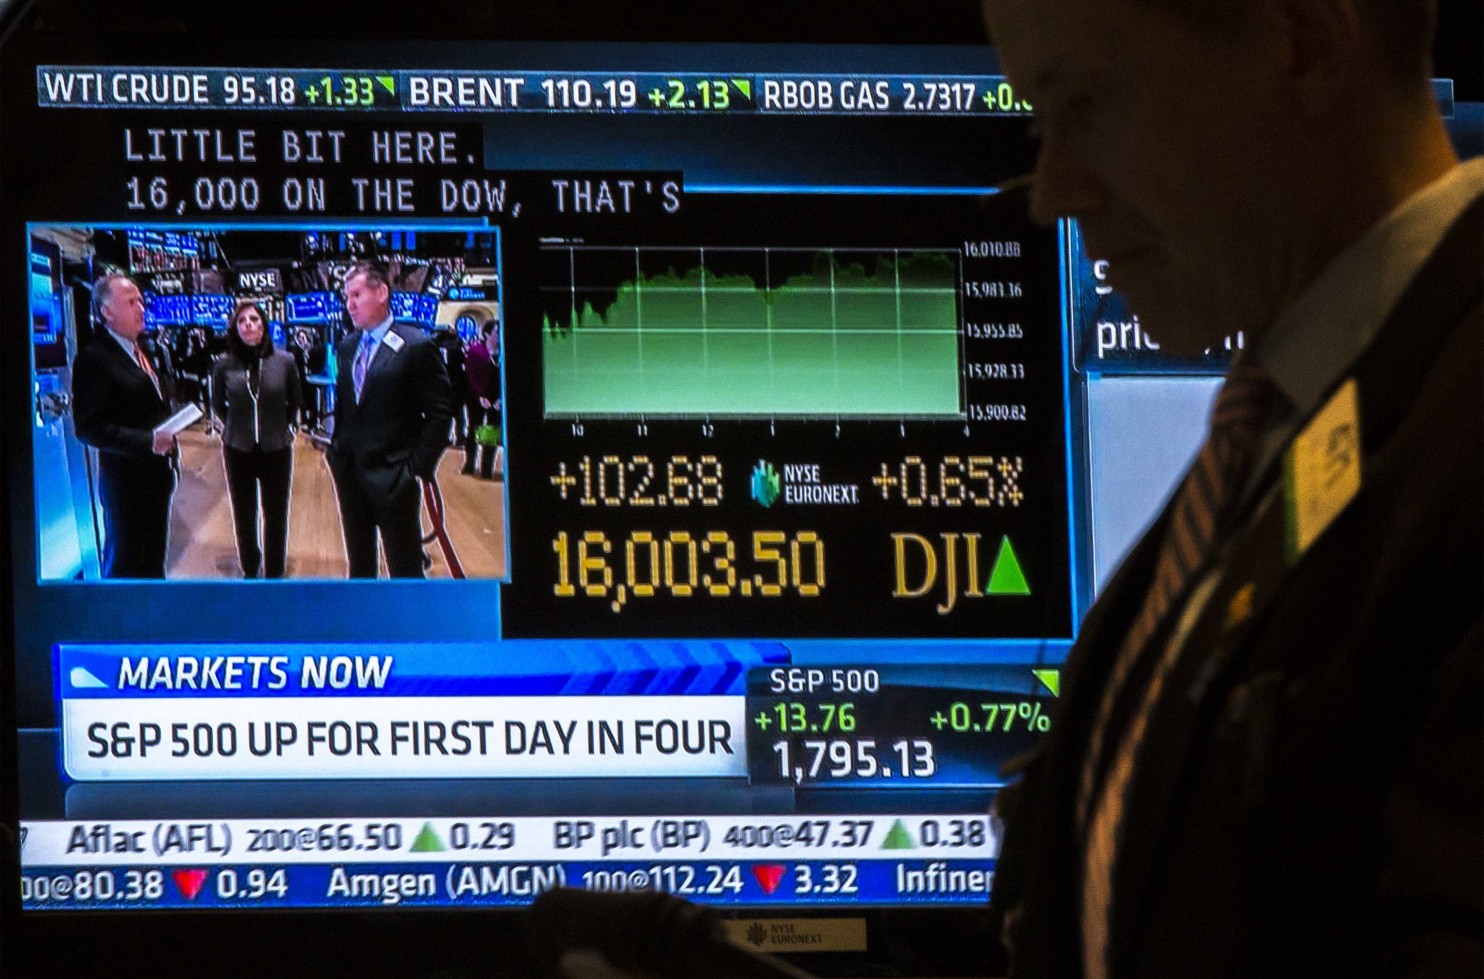 WTI CRUDE 95.18 +1.33 BRENT 110.19 +2.13 RBOB GAS 2.7317 +0.
LITTLE BIT HERE.
16,000 ON THE DOW, THAT'S
NYSE
16,010.88
15,983.36
15,955.85
15,928.33
15,900.82
10 11 12 1 2 3 4
+102.68 NYSE EURONEXT +0.65%
16,003.50 DJI
MARKETS NOW
S&P 500 UP FOR FIRST DAY IN FOUR
S&P 500
+13.76 +0.77%
1,795.13
Aflac (AFL) 200@66.50 0.29 BP plc (BP) 400@47.37 0.38
00@80.38 0.94 Amgen (AMGN) 100@112.24 3.32 Infiner
NYSE
EURONEXT